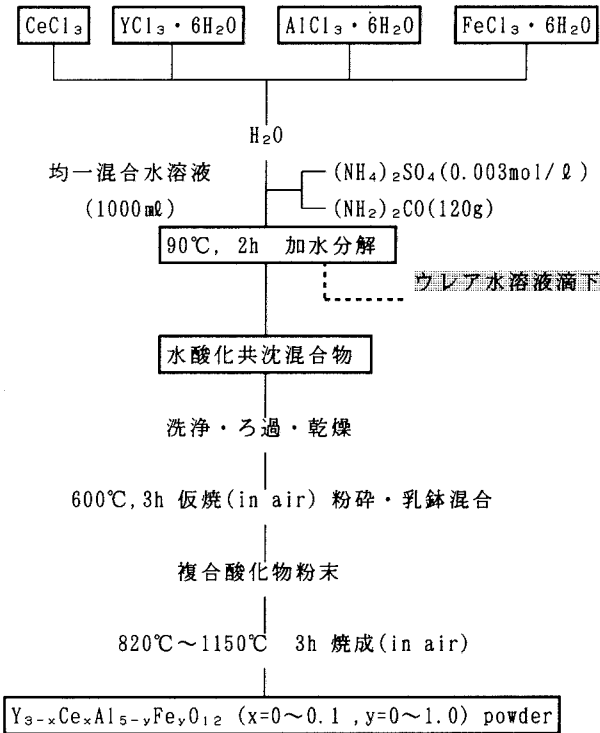 CeCl₃ YCl₃・6H₂O AlCl₃・6H₂O FeCl₃・6H₂O
H₂O
均一混合水溶液
(1000㎖)
(NH₄)₂SO₄(0.003mol/ℓ)
(NH₂)₂CO(120g)
90℃, 2h 加水分解
ウレア水溶液滴下
水酸化共沈混合物
洗浄・ろ過・乾燥
600℃,3h 仮焼(in air) 粉砕・乳鉢混合
複合酸化物粉末
820℃〜1150℃ 3h 焼成(in air)
Y₃₋ₓCeₓAl₅₋ᵧFeᵧO₁₂ (x=0〜0.1 ,y=0〜1.0) powder